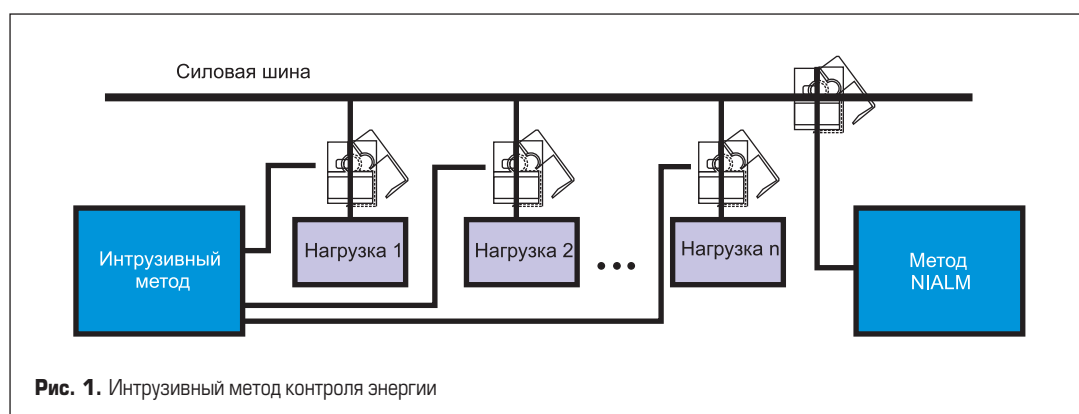 Силовая шина
Интрузивный
метод
Нагрузка 1
Нагрузка 2
Нагрузка n
Метод
NIALM
Рис. 1. Интрузивный метод контроля энергии